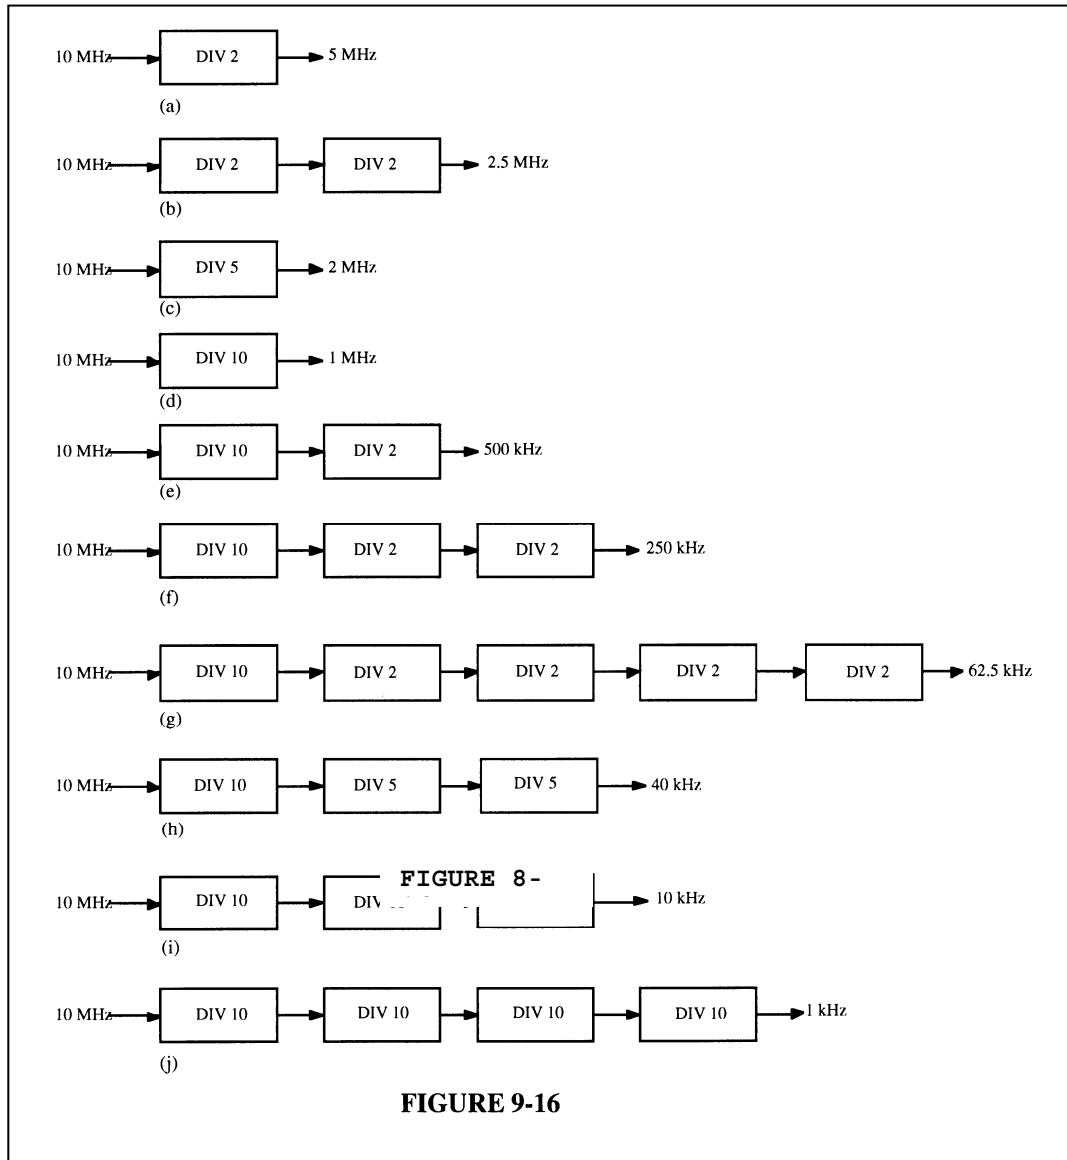 10 MHz DIV 2 5 MHz
(a)
10 MHz DIV 2 DIV 2 2.5 MHz
(b)
10 MHz DIV 5 2 MHz
(c)
10 MHz DIV 10 1 MHz
(d)
10 MHz DIV 10 DIV 2 500 kHz
(e)
10 MHz DIV 10 DIV 2 DIV 2 250 kHz
(f)
10 MHz DIV 10 DIV 2 DIV 2 DIV 2 DIV 2 62.5 kHz
(g)
10 MHz DIV 10 DIV 5 DIV 5 40 kHz
(h)
FIGURE 8-
10 MHz DIV 10 DIV 10 kHz
(i)
10 MHz DIV 10 DIV 10 DIV 10 DIV 10 1 kHz
(j)
FIGURE 9-16